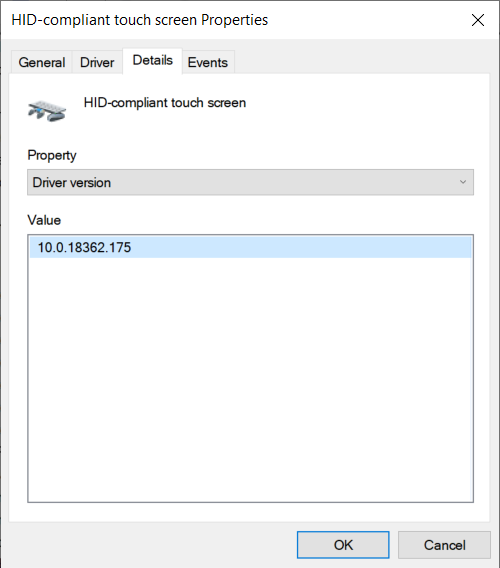 HID-compliant touch screen Properties
General Driver Details Events
HID-compliant touch screen
Property
Driver version
Value
10.0.18362.175
OK Cancel